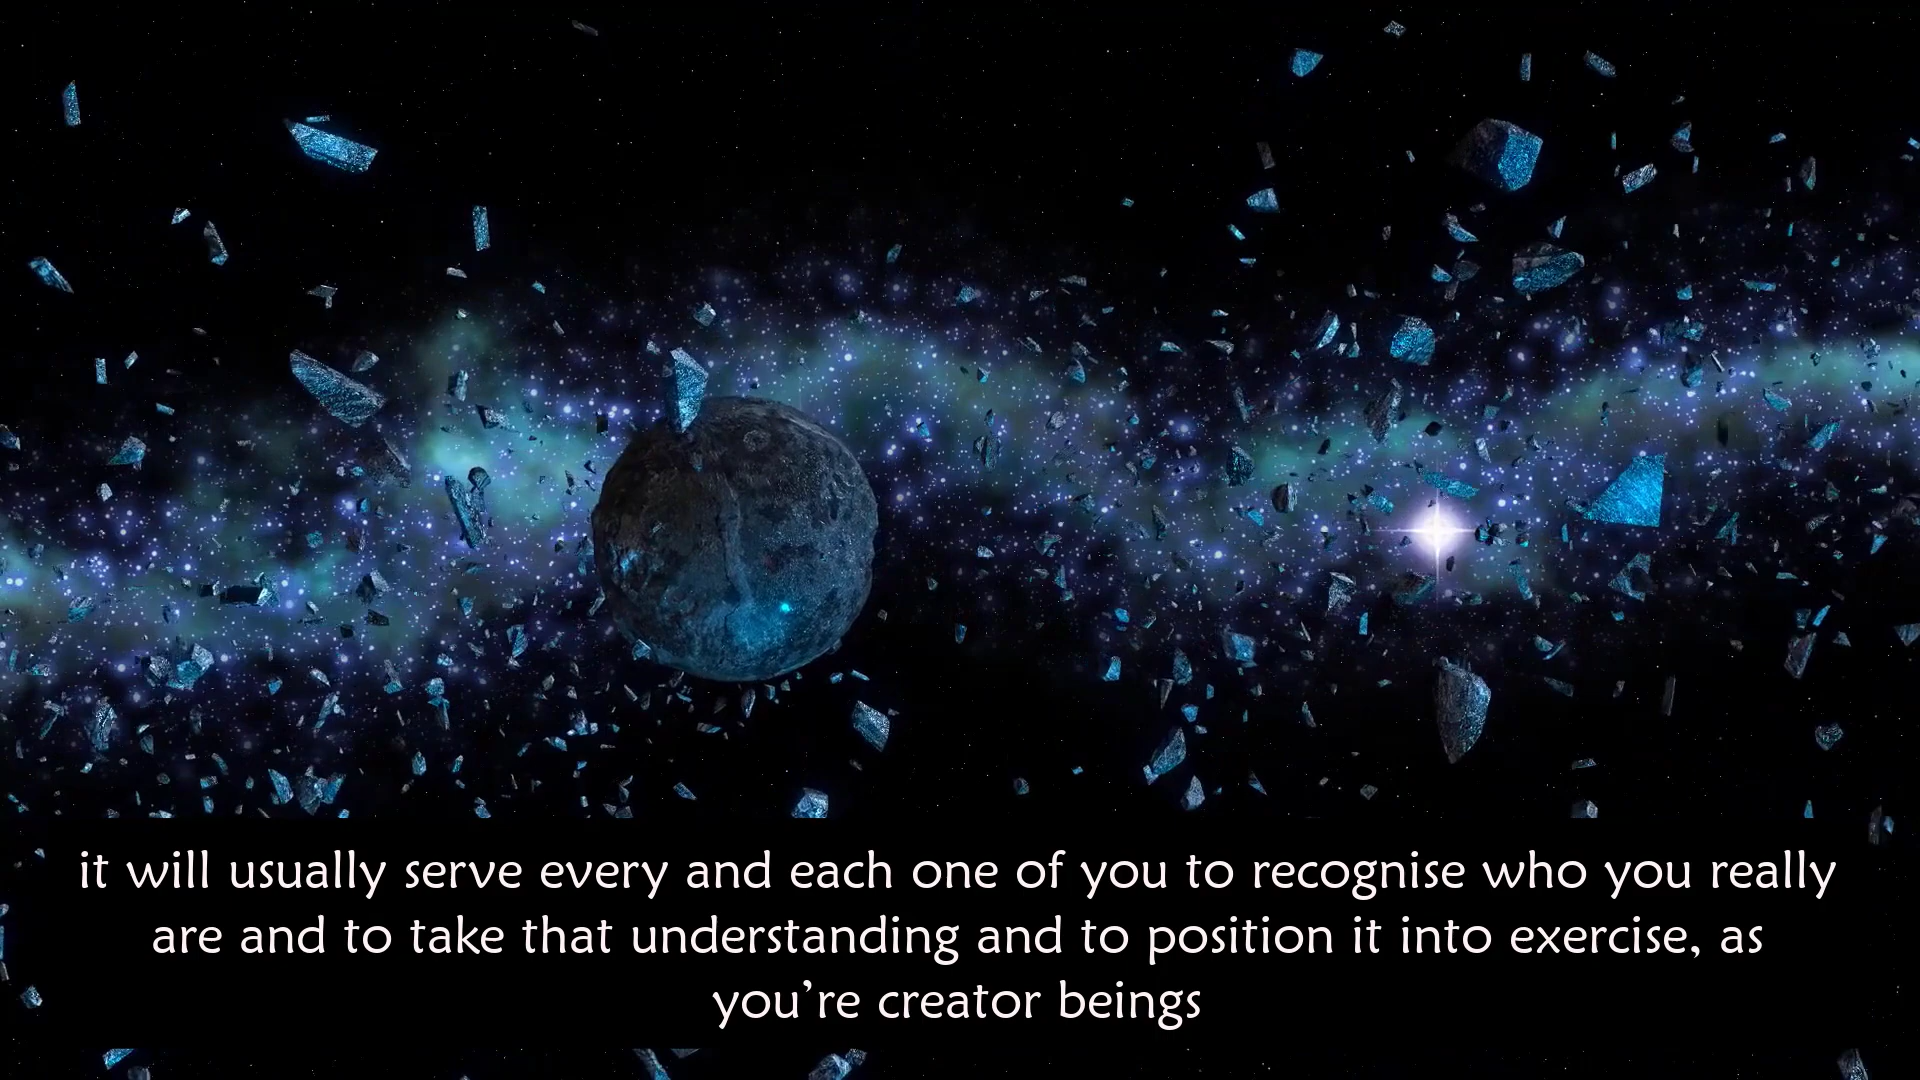 it will usually serve every and each one of you to recognise who you really
are and to take that understanding and to position it into exercise, as
you're creator beings